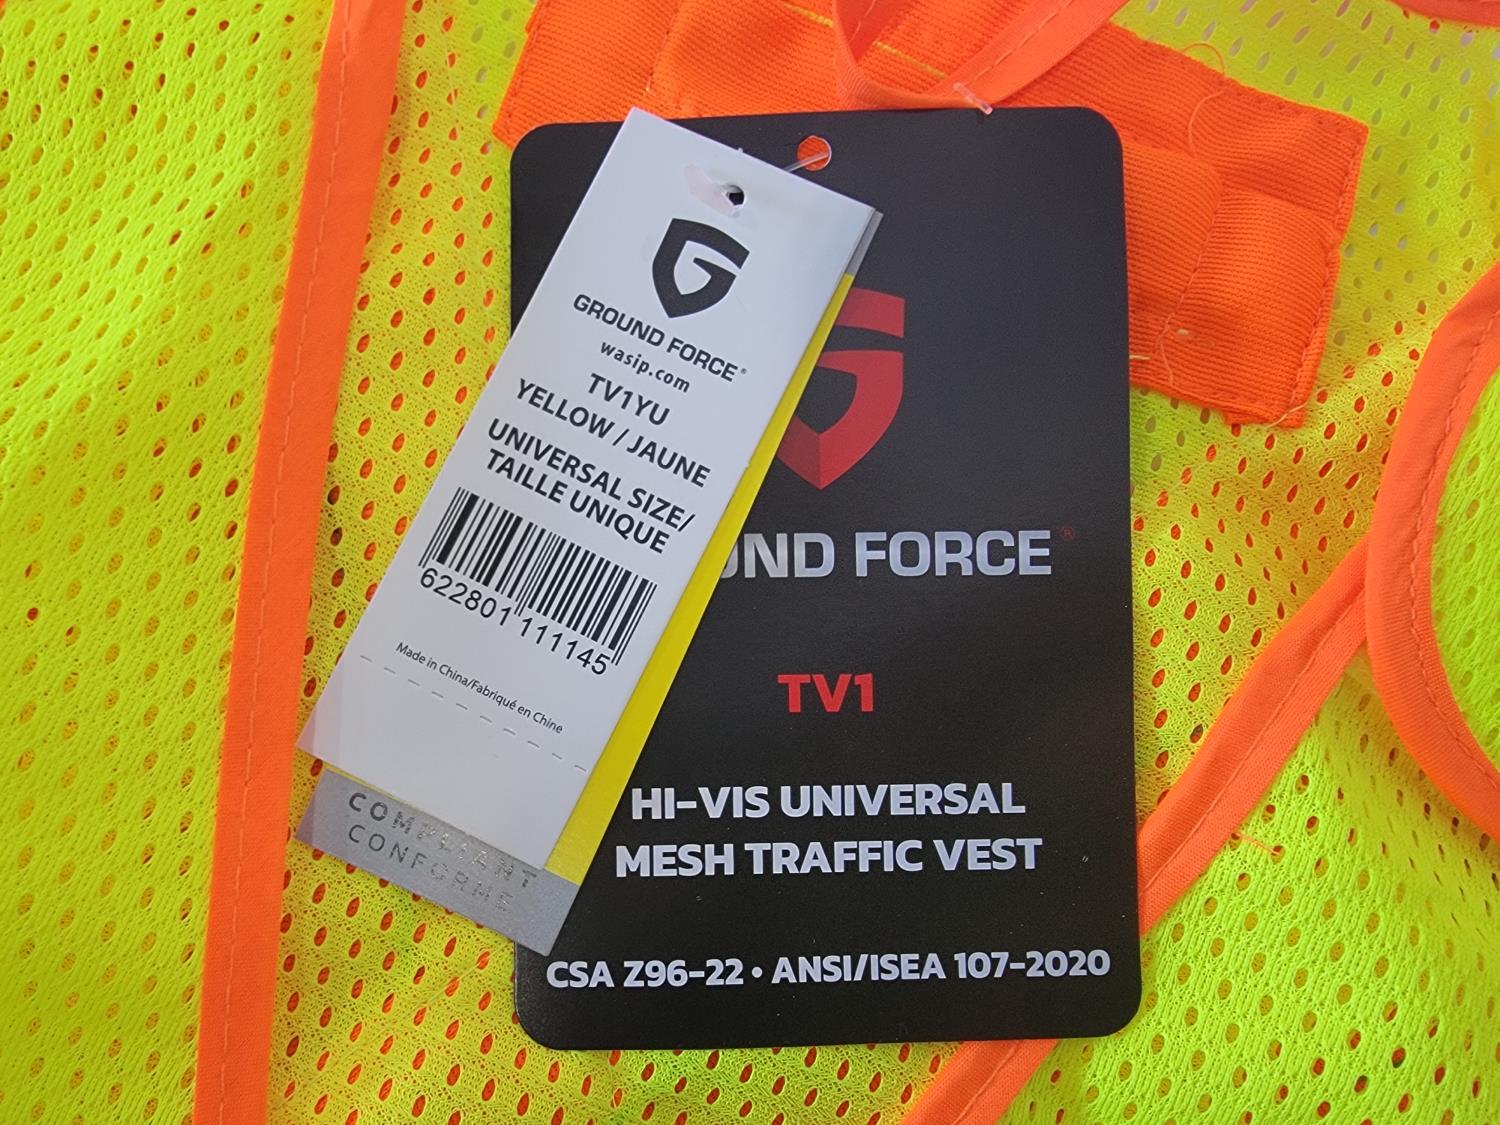 GROUND FORCE®
wasip.com
TV1YU
YELLOW / JAUNE
UNIVERSAL SIZE/
TAILLE UNIQUE
622801 111145
Made in China/Fabriqué en Chine
COMPLIANT
CONFORME
FORCE®
TV1
HI-VIS UNIVERSAL
MESH TRAFFIC VEST
CSA Z96-22 • ANSI/ISEA 107-2020